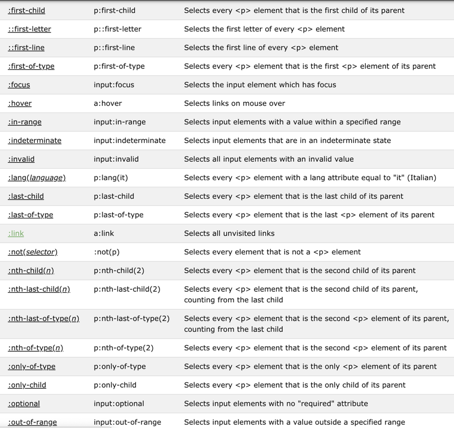 :first-child p:first-child Selects every <p> element that is the first child of its parent
::first-letter p::first-letter Selects the first letter of every <p> element
::first-line p::first-line Selects the first line of every <p> element
:first-of-type p:first-of-type Selects every <p> element that is the first <p> element of its parent
:focus input:focus Selects the input element which has focus
:hover a:hover Selects links on mouse over
:in-range input:in-range Selects input elements with a value within a specified range
:indeterminate input:indeterminate Selects input elements that are in an indeterminate state
:invalid input:invalid Selects all input elements with an invalid value
:lang(language) p:lang(it) Selects every <p> element with a lang attribute equal to "it" (Italian)
:last-child p:last-child Selects every <p> element that is the last child of its parent
:last-of-type p:last-of-type Selects every <p> element that is the last <p> element of its parent
:link a:link Selects all unvisited links
:not(selector) :not(p) Selects every element that is not a <p> element
:nth-child(n) p:nth-child(2) Selects every <p> element that is the second child of its parent
:nth-last-child(n) p:nth-last-child(2) Selects every <p> element that is the second child of its parent,
counting from the last child
:nth-last-of-type(n) p:nth-last-of-type(2) Selects every <p> element that is the second <p> element of its parent,
counting from the last child
:nth-of-type(n) p:nth-of-type(2) Selects every <p> element that is the second <p> element of its parent
:only-of-type p:only-of-type Selects every <p> element that is the only <p> element of its parent
:only-child p:only-child Selects every <p> element that is the only child of its parent
:optional input:optional Selects input elements with no "required" attribute
:out-of-range input:out-of-range Selects input elements with a value outside a specified range